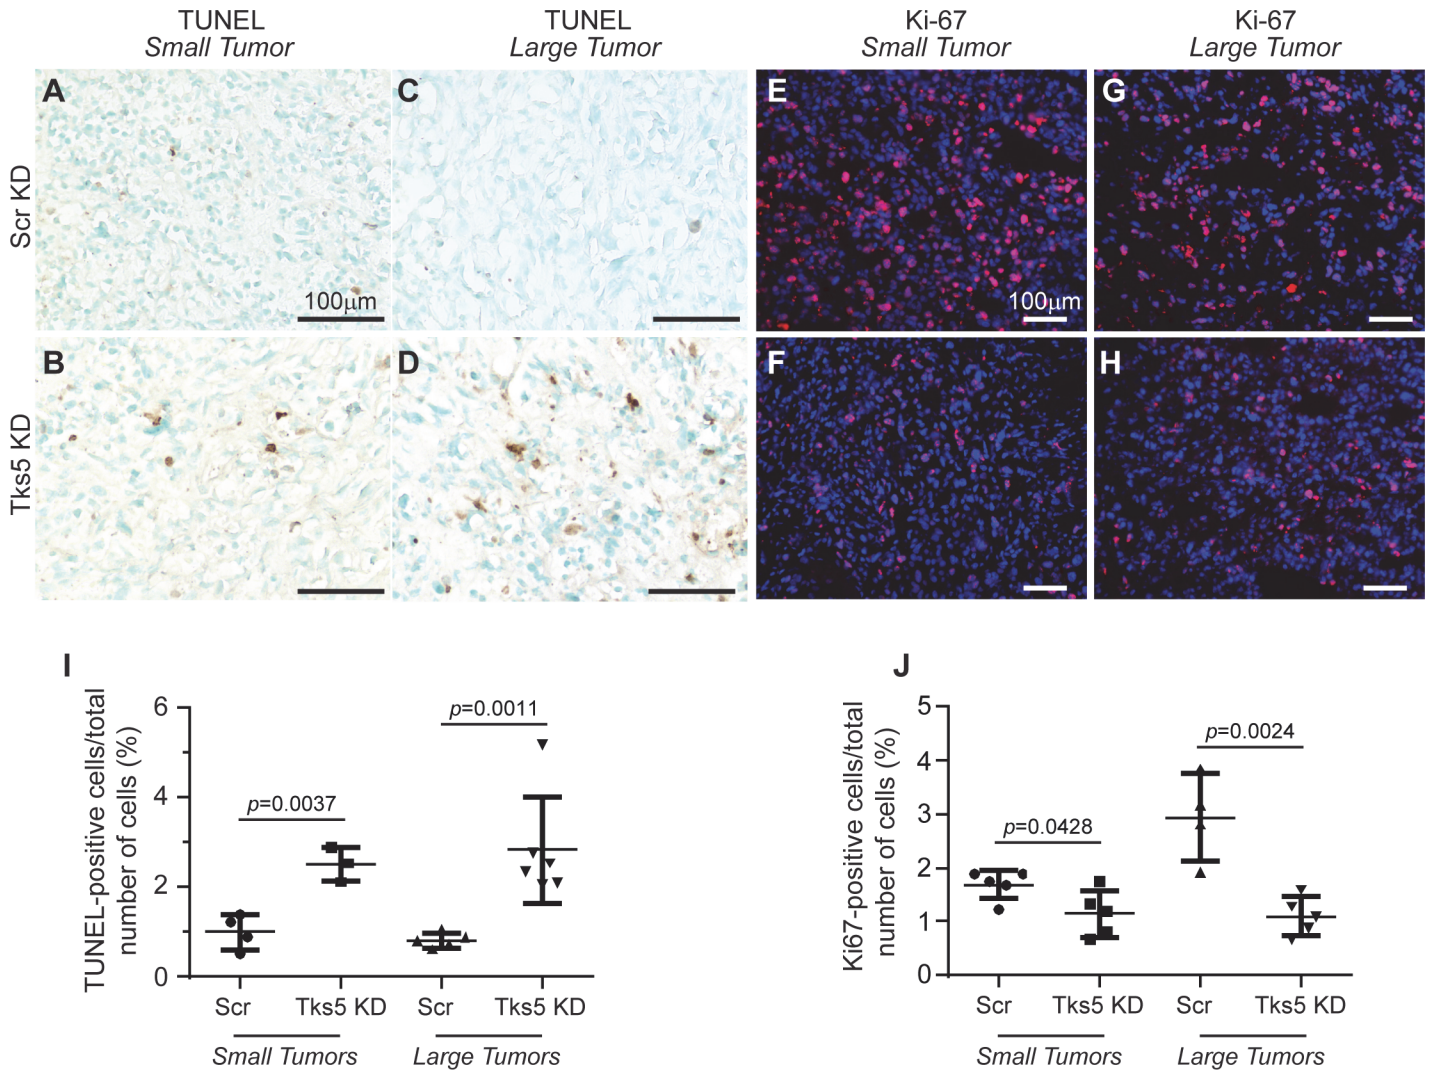 TUNEL
Small Tumor
TUNEL
Large Tumor
Ki-67
Small Tumor
Ki-67
Large Tumor
Scr KD
A
100μm
C
E
100μm
G
Tks5 KD
B
D
F
H
I
TUNEL-positive cells/total
number of cells (%)
6
4
2
0
p=0.0037
p=0.0011
Scr
Tks5 KD
Scr
Tks5 KD
Small Tumors
Large Tumors
J
Ki67-positive cells/total
number of cells (%)
5
4
3
2
1
0
p=0.0428
p=0.0024
Scr
Tks5 KD
Scr
Tks5 KD
Small Tumors
Large Tumors